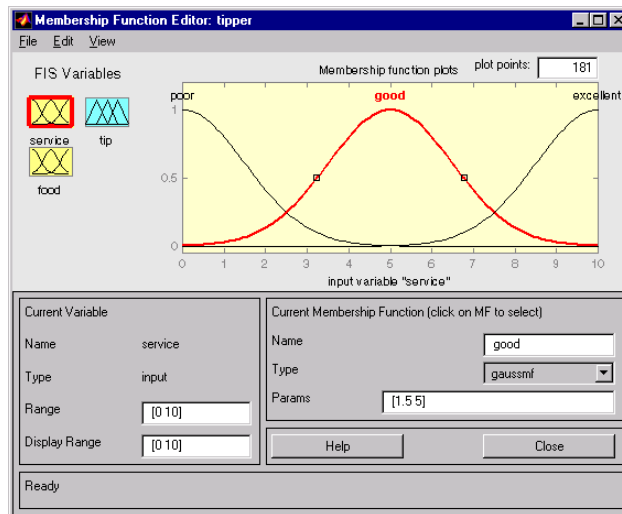 Membership Function Editor: tipper
File Edit View
FIS Variables
Membership function plots plot points: 181
service tip
food
poor good excellent
1
0.5
0
0 1 2 3 4 5 6 7 8 9 10
input variable "service"
Current Variable
Name service
Type input
Range [0 10]
Display Range [0 10]
Current Membership Function (click on MF to select)
Name good
Type gaussmf
Params [1.5 5]
Help Close
Ready